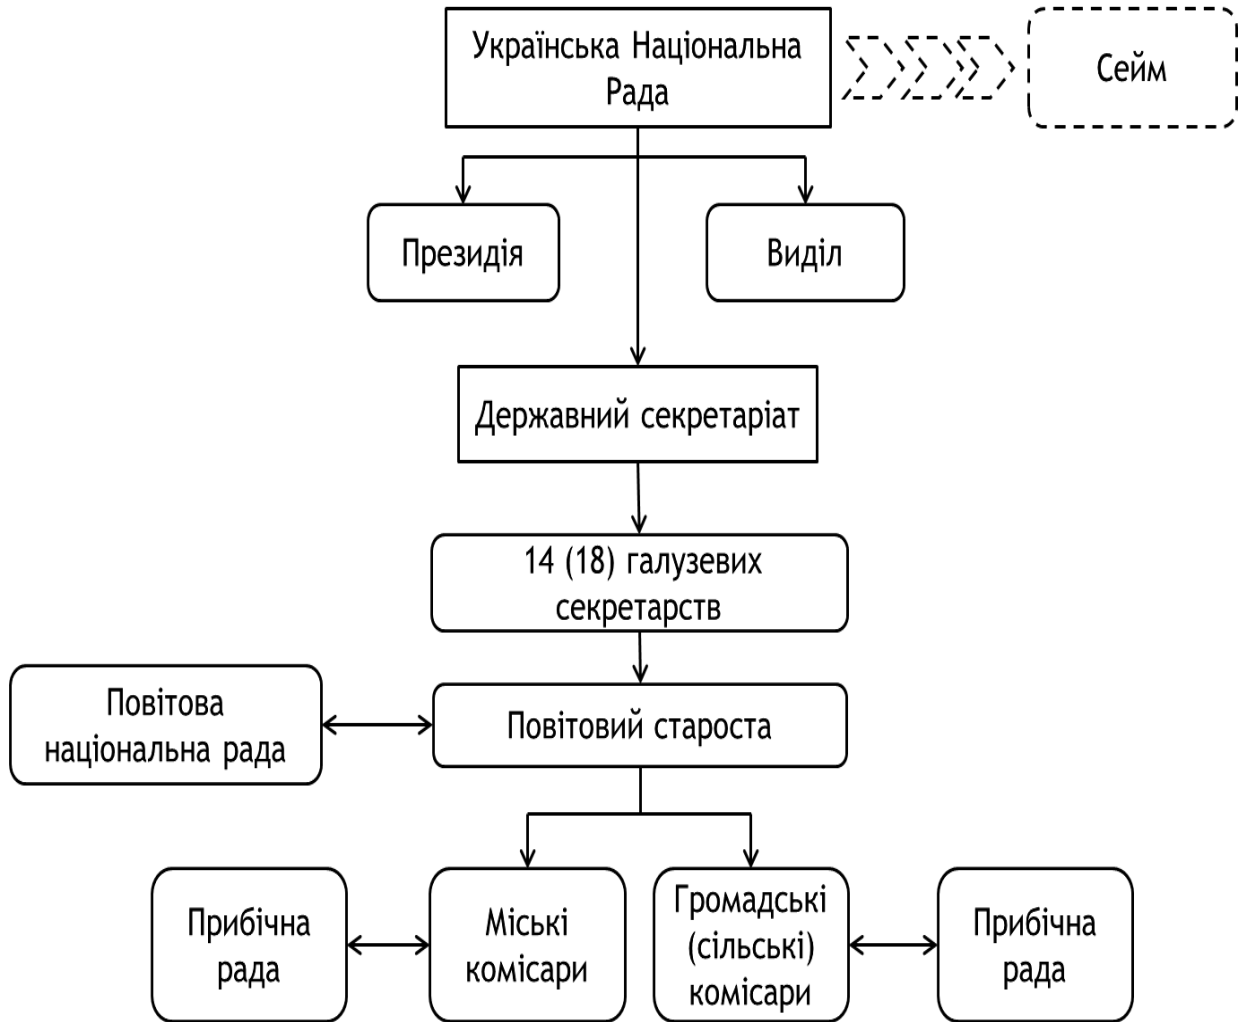 Українська Національна
Рада
Сейм
Президія
Виділ
Державний секретаріат
14 (18) галузевих
секретарств
Повітова
національна рада
Повітовий староста
Прибічна
рада
Міські
комісари
Громадські
(сільські)
комісари
Прибічна
рада